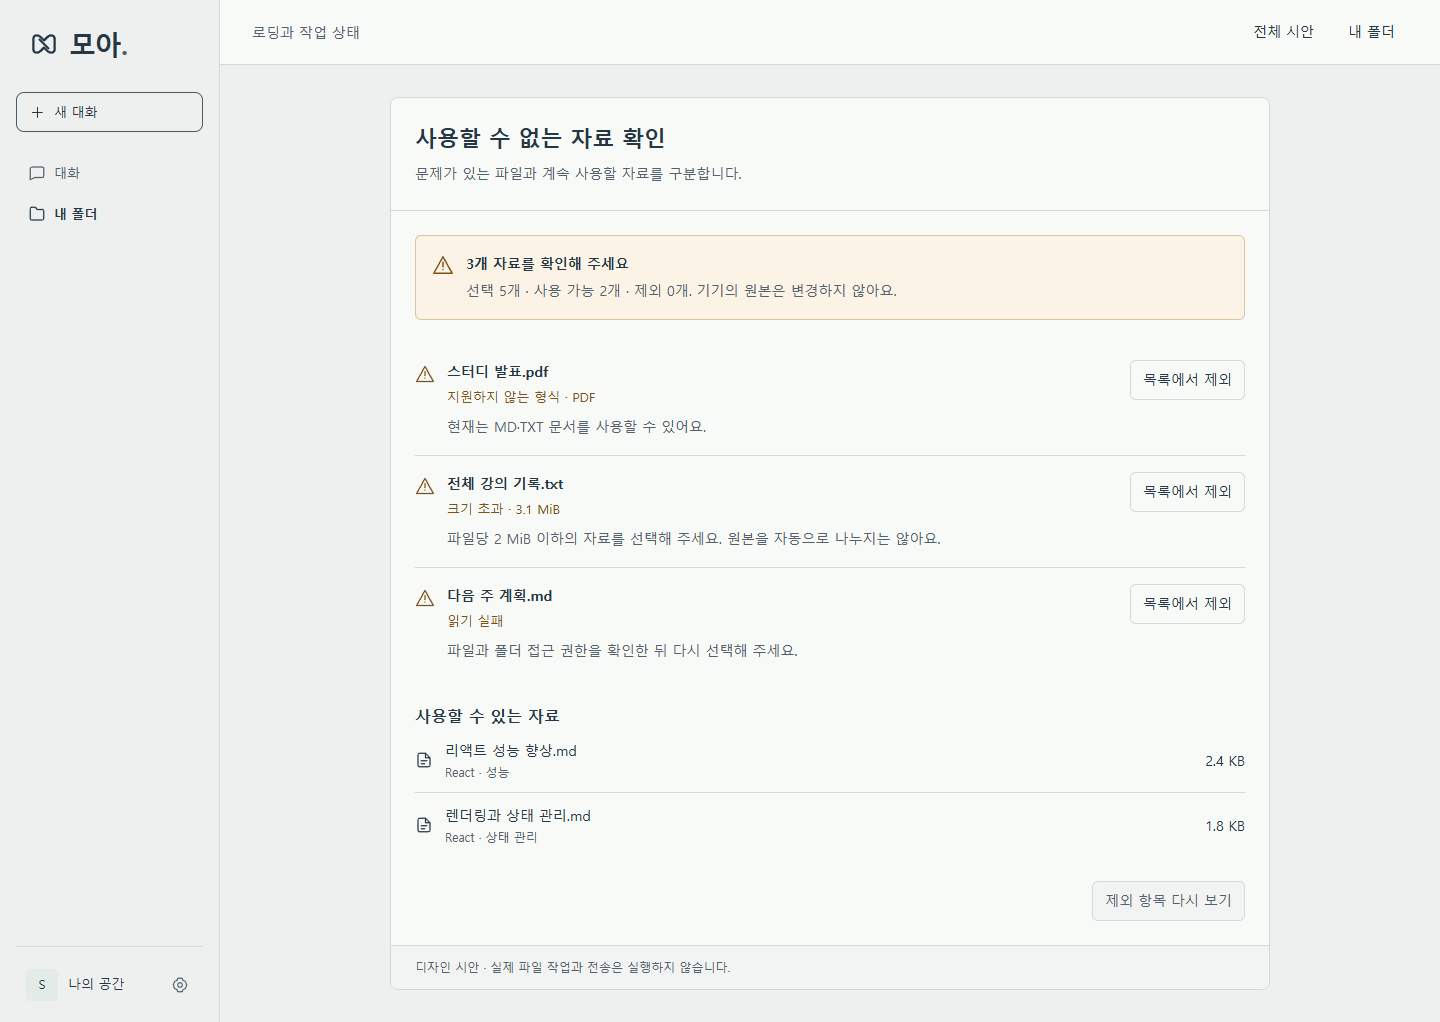 모아.
새 대화
대화
내 폴더
S 나의 공간
로딩과 작업 상태
전체 시안 내 폴더
사용할 수 없는 자료 확인
문제가 있는 파일과 계속 사용할 자료를 구분합니다.
3개 자료를 확인해 주세요
선택 5개 · 사용 가능 2개 · 제외 0개. 기기의 원본은 변경하지 않아요.
스터디 발표.pdf
지원하지 않는 형식 · PDF
현재는 MD·TXT 문서를 사용할 수 있어요.
목록에서 제외
전체 강의 기록.txt
크기 초과 · 3.1 MiB
파일당 2 MiB 이하의 자료를 선택해 주세요. 원본을 자동으로 나누지는 않아요.
목록에서 제외
다음 주 계획.md
읽기 실패
파일과 폴더 접근 권한을 확인한 뒤 다시 선택해 주세요.
목록에서 제외
사용할 수 있는 자료
리액트 성능 향상.md
React · 성능
2.4 KB
렌더링과 상태 관리.md
React · 상태 관리
1.8 KB
제외 항목 다시 보기
디자인 시안 · 실제 파일 작업과 전송은 실행하지 않습니다.